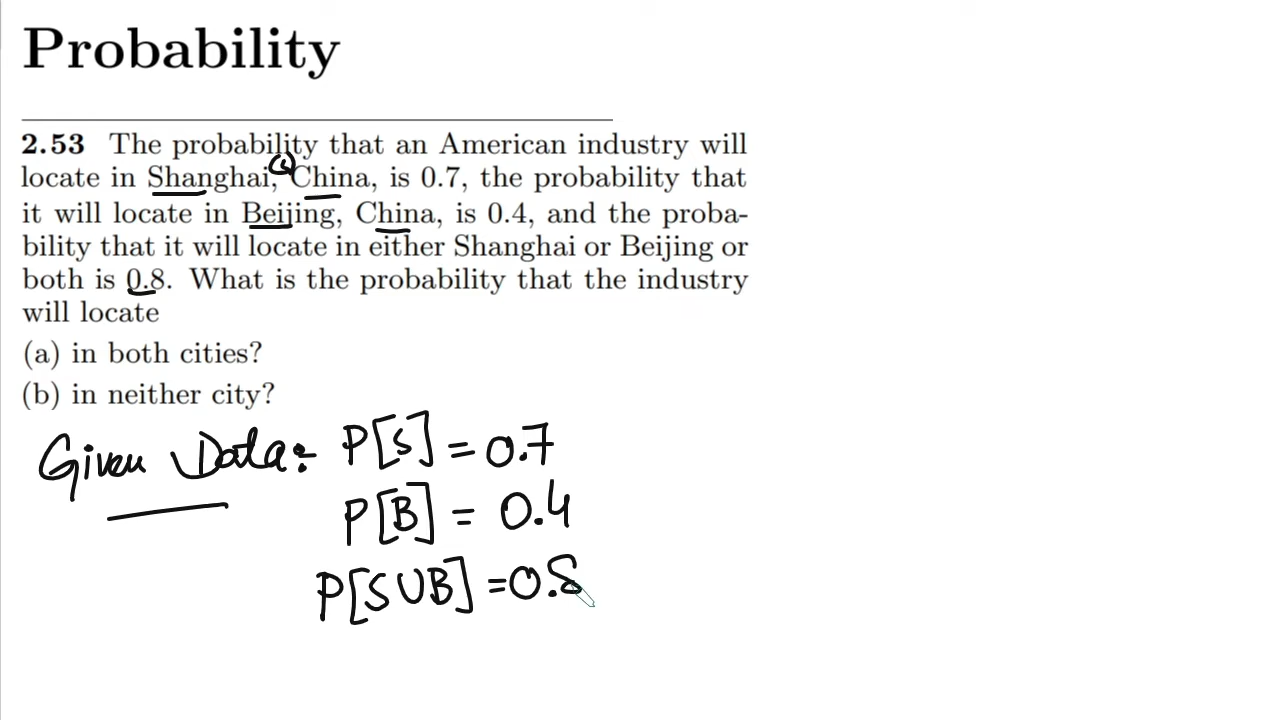 Probability
2.53 The probability that an American industry will
locate in Shanghai, China, is 0.7, the probability that
it will locate in Beijing, China, is 0.4, and the proba-
bility that it will locate in either Shanghai or Beijing or
both is 0.8. What is the probability that the industry
will locate
(a) in both cities?
(b) in neither city?
Given Data:- P[S] = 0.7
P[B] = 0.4
P[SUB] = 0.8